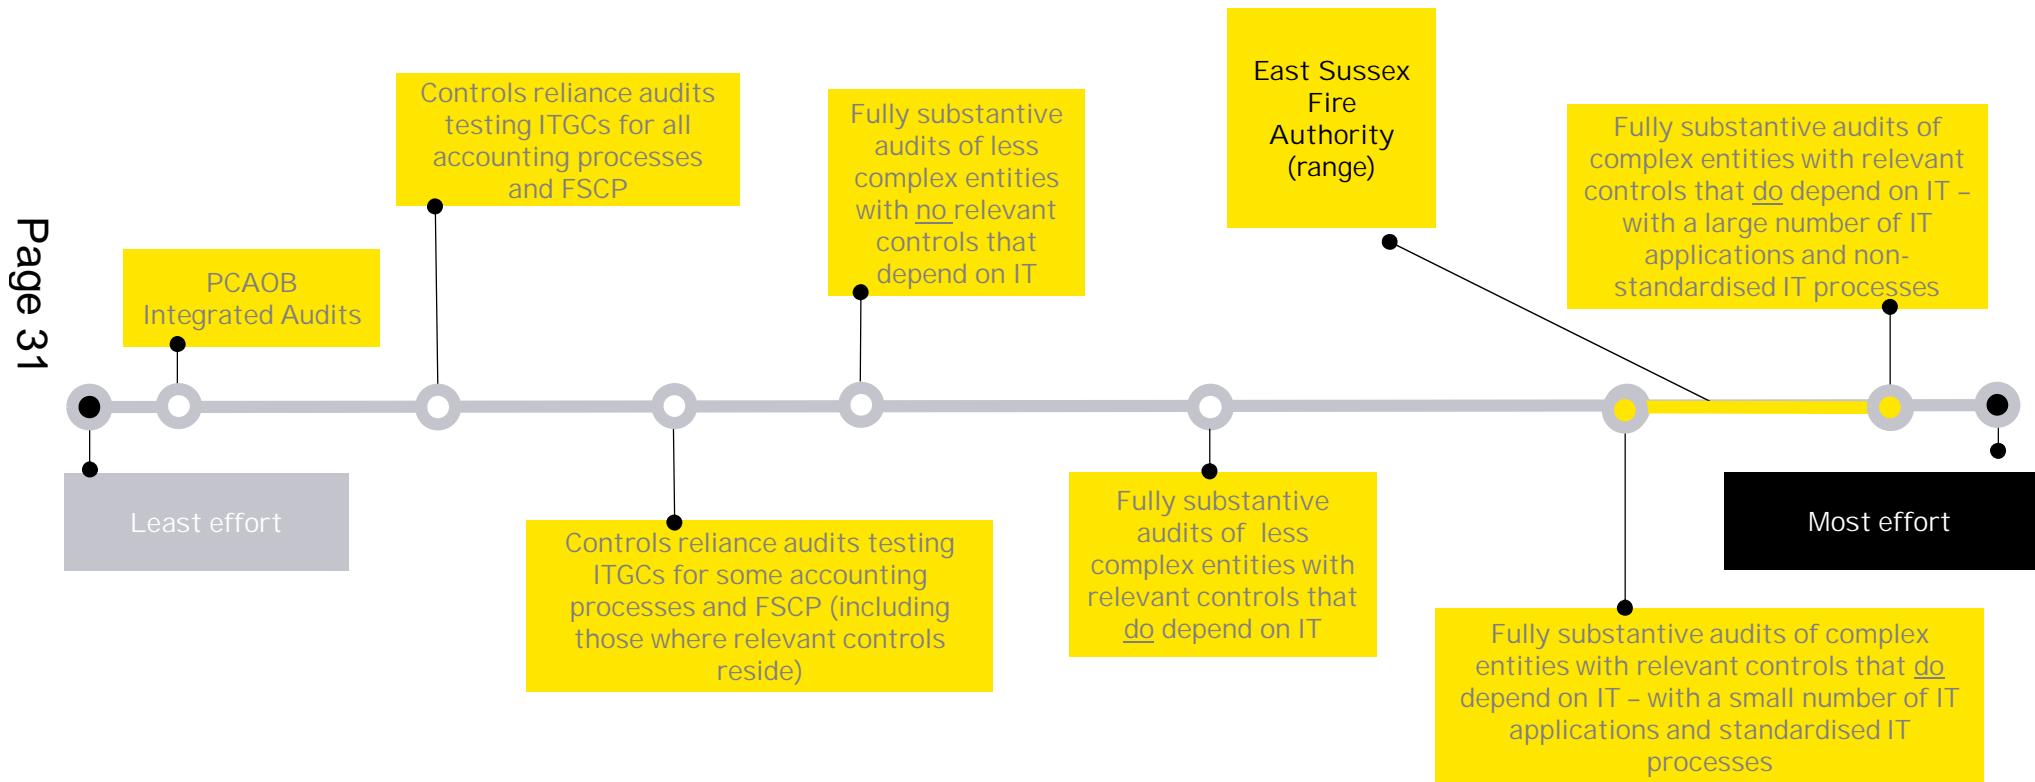 Page 31
PCAOB
Integrated Audits
Controls reliance audits
testing ITGCs for all
accounting processes
and FSCP
Fully substantive
audits of less
complex entities
with no relevant
controls that
depend on IT
East Sussex
Fire
Authority
(range)
Fully substantive audits of
complex entities with relevant
controls that do depend on IT –
with a large number of IT
applications and non-
standardised IT processes
Least effort
Controls reliance audits testing
ITGCs for some accounting
processes and FSCP (including
those where relevant controls
reside)
Fully substantive
audits of less
complex entities with
relevant controls that
do depend on IT
Most effort
Fully substantive audits of complex
entities with relevant controls that do
depend on IT – with a small number of IT
applications and standardised IT
processes